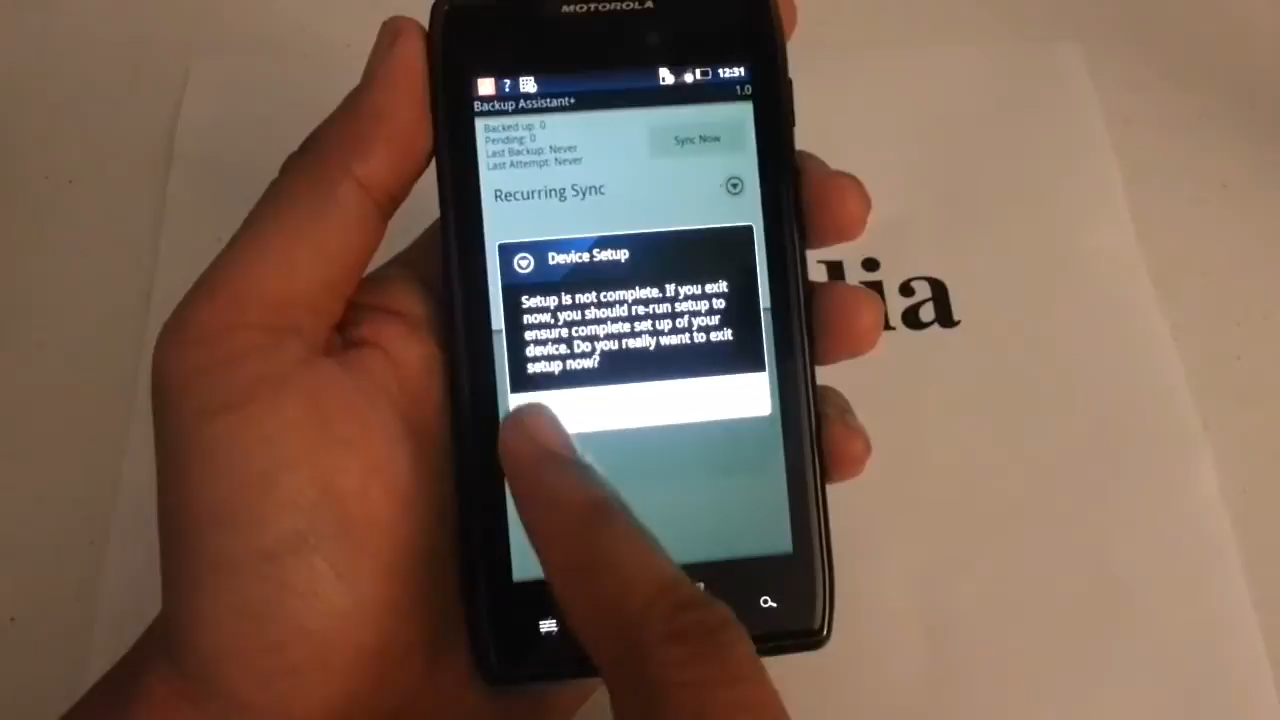 MOTOROLA
? 12:31
Backup Assistant+ 1.0
Backed up: 0
Pending: 0
Last Backup: Never
Last Attempt: Never
Sync Now
Recurring Sync
Device Setup
Setup is not complete. If you exit
now, you should re-run setup to
ensure complete set up of your
device. Do you really want to exit
setup now?
lia